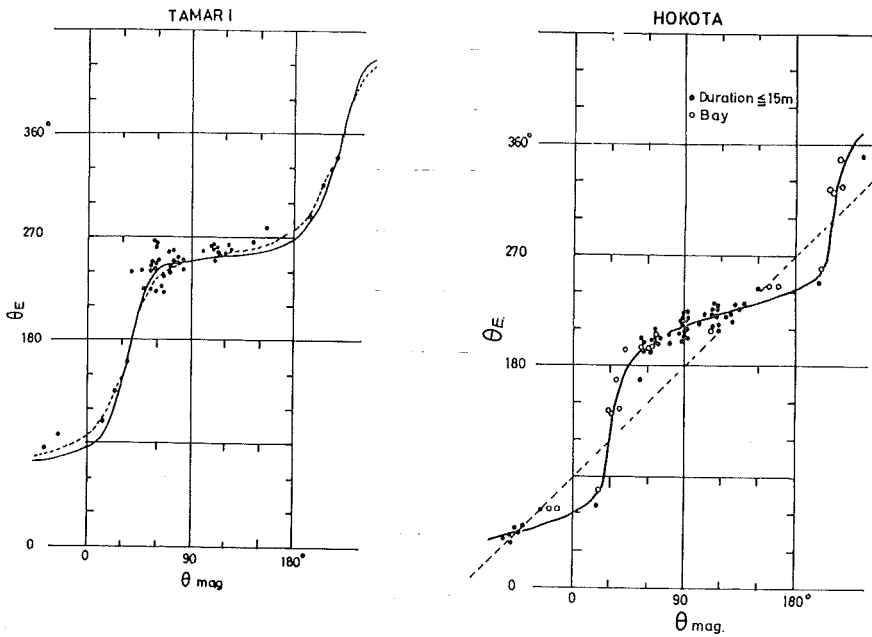 TAMARI
360°
270
180
0
θE
0
90
180°
θ mag
HOKOTA
• Duration ≦ 15m
○ Bay
360°
270
180
0
θE.
0
90
180°
θ mag.